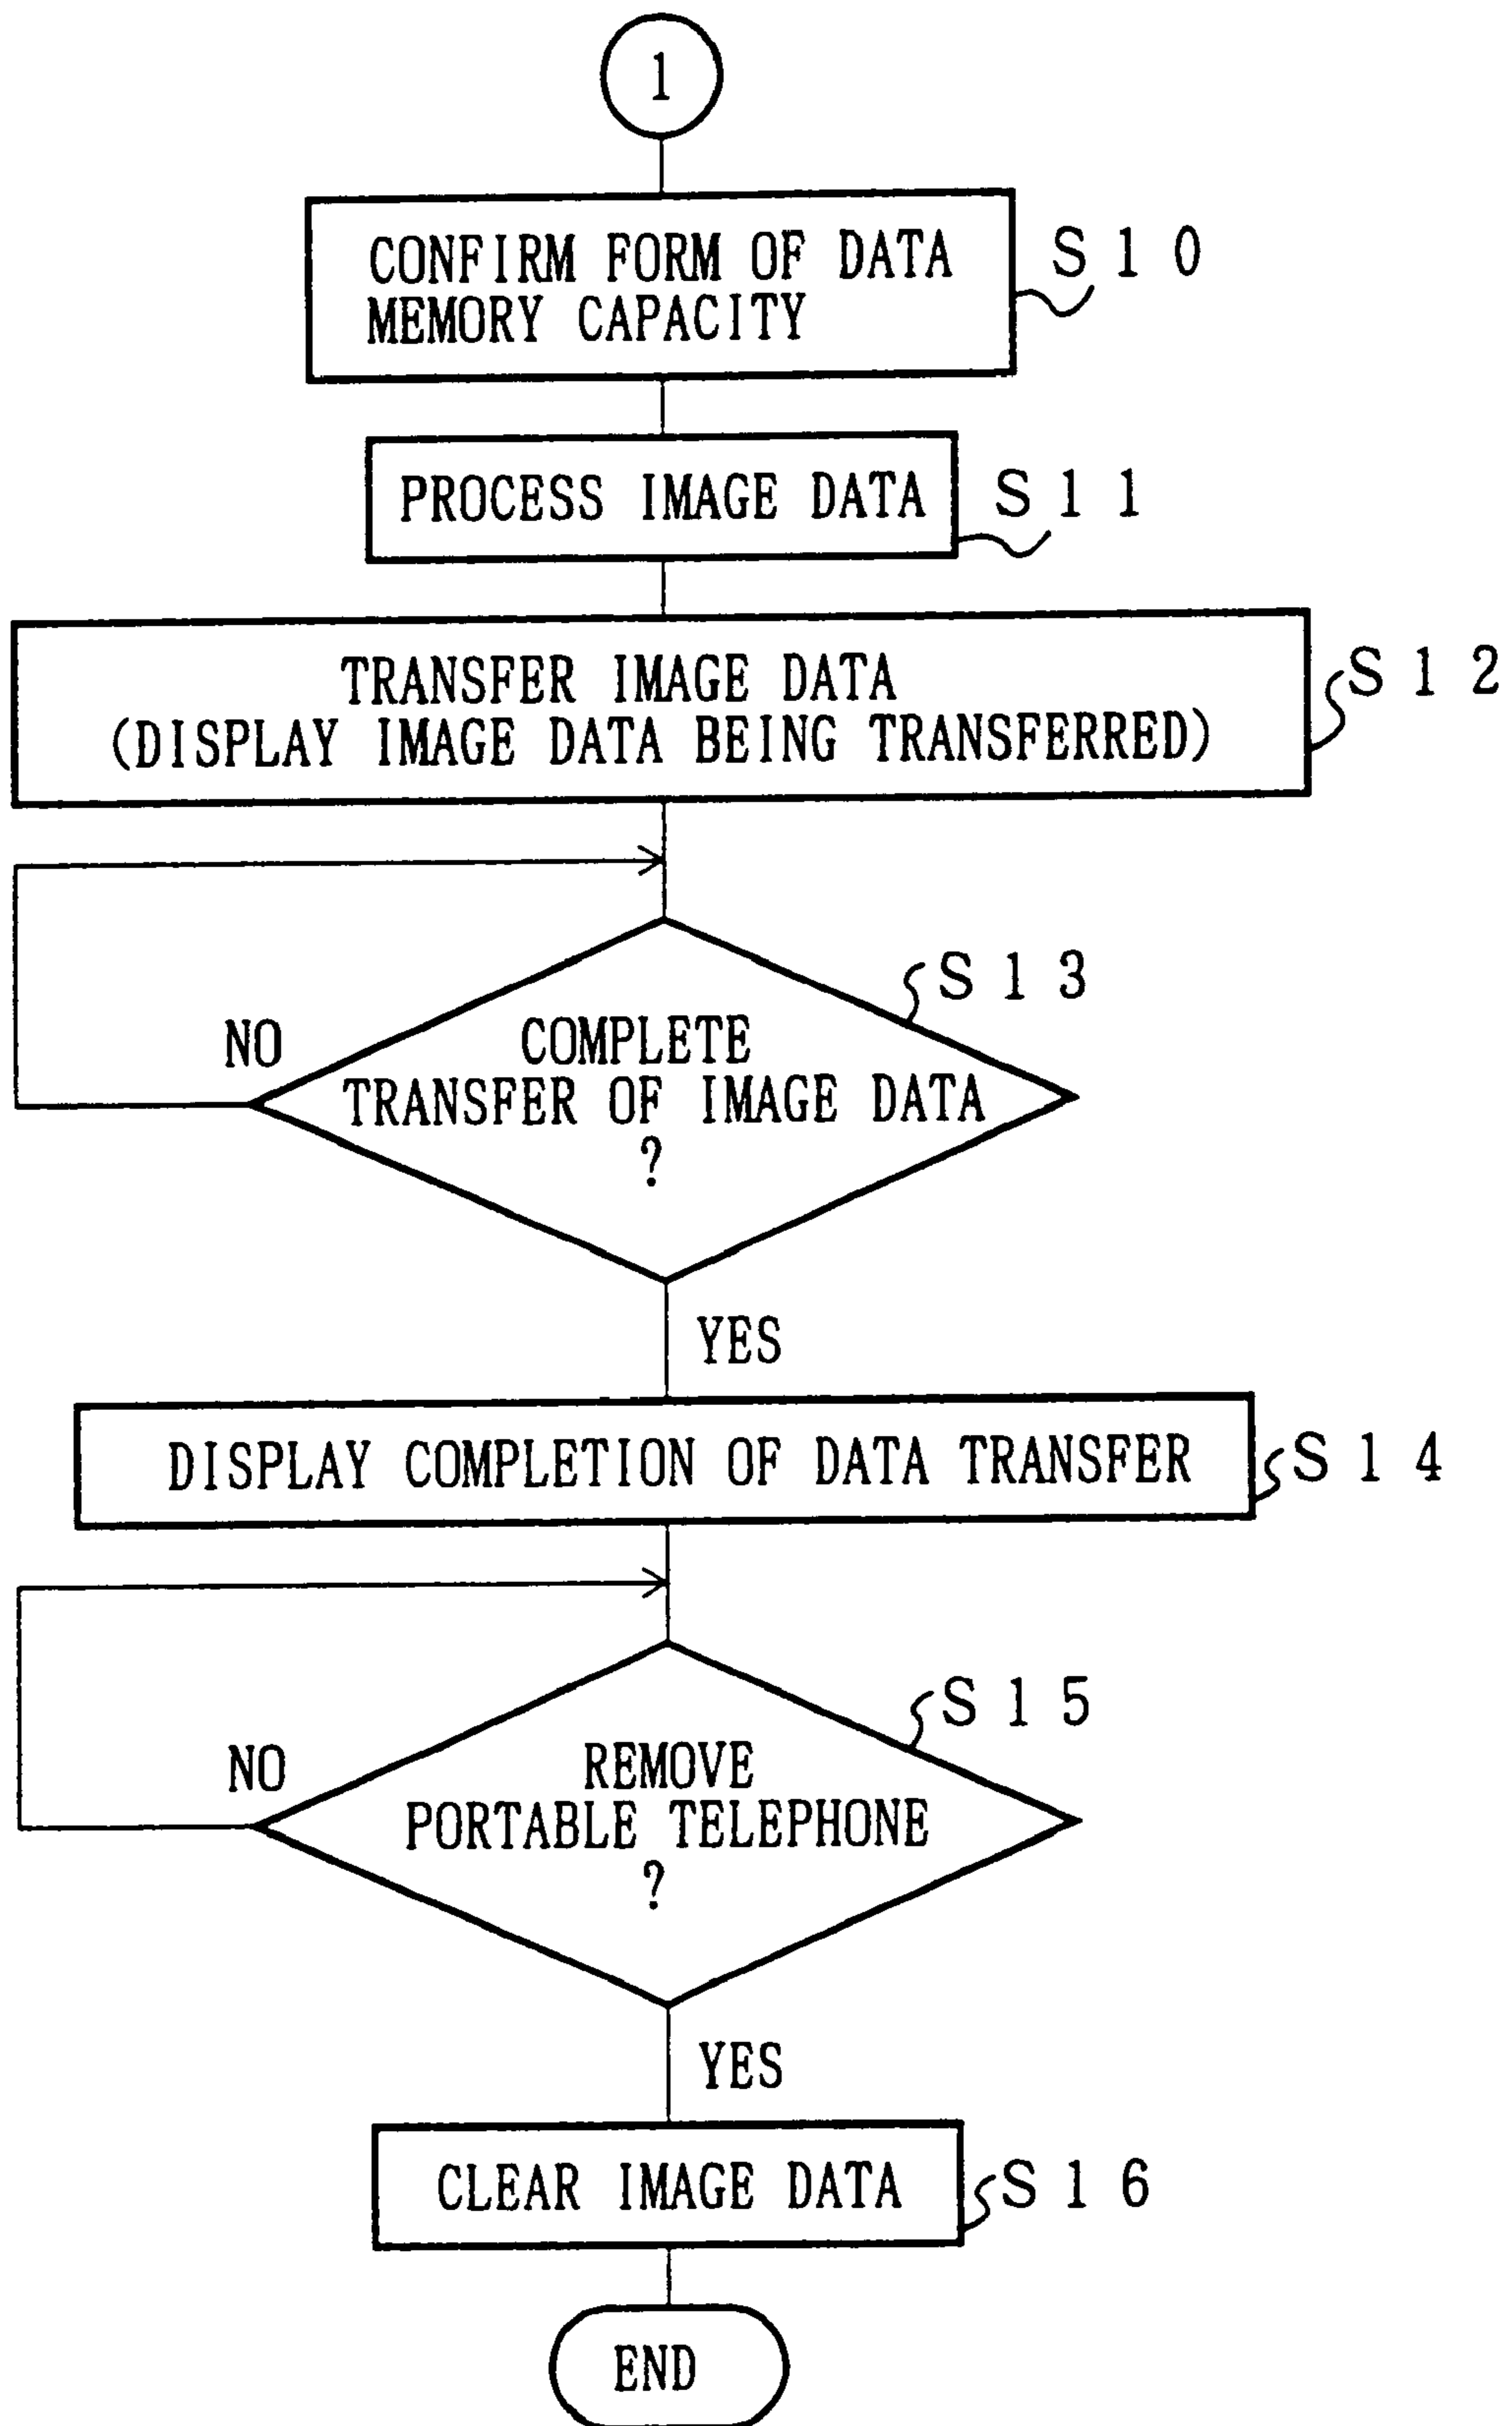 1
CONFIRM FORM OF DATA
MEMORY CAPACITY
S10
PROCESS IMAGE DATA
S11
TRANSFER IMAGE DATA
(DISPLAY IMAGE DATA BEING TRANSFERRED)
S12
S13
NO
COMPLETE
TRANSFER OF IMAGE DATA
?
YES
DISPLAY COMPLETION OF DATA TRANSFER
S14
S15
NO
REMOVE
PORTABLE TELEPHONE
?
YES
CLEAR IMAGE DATA
S16
END